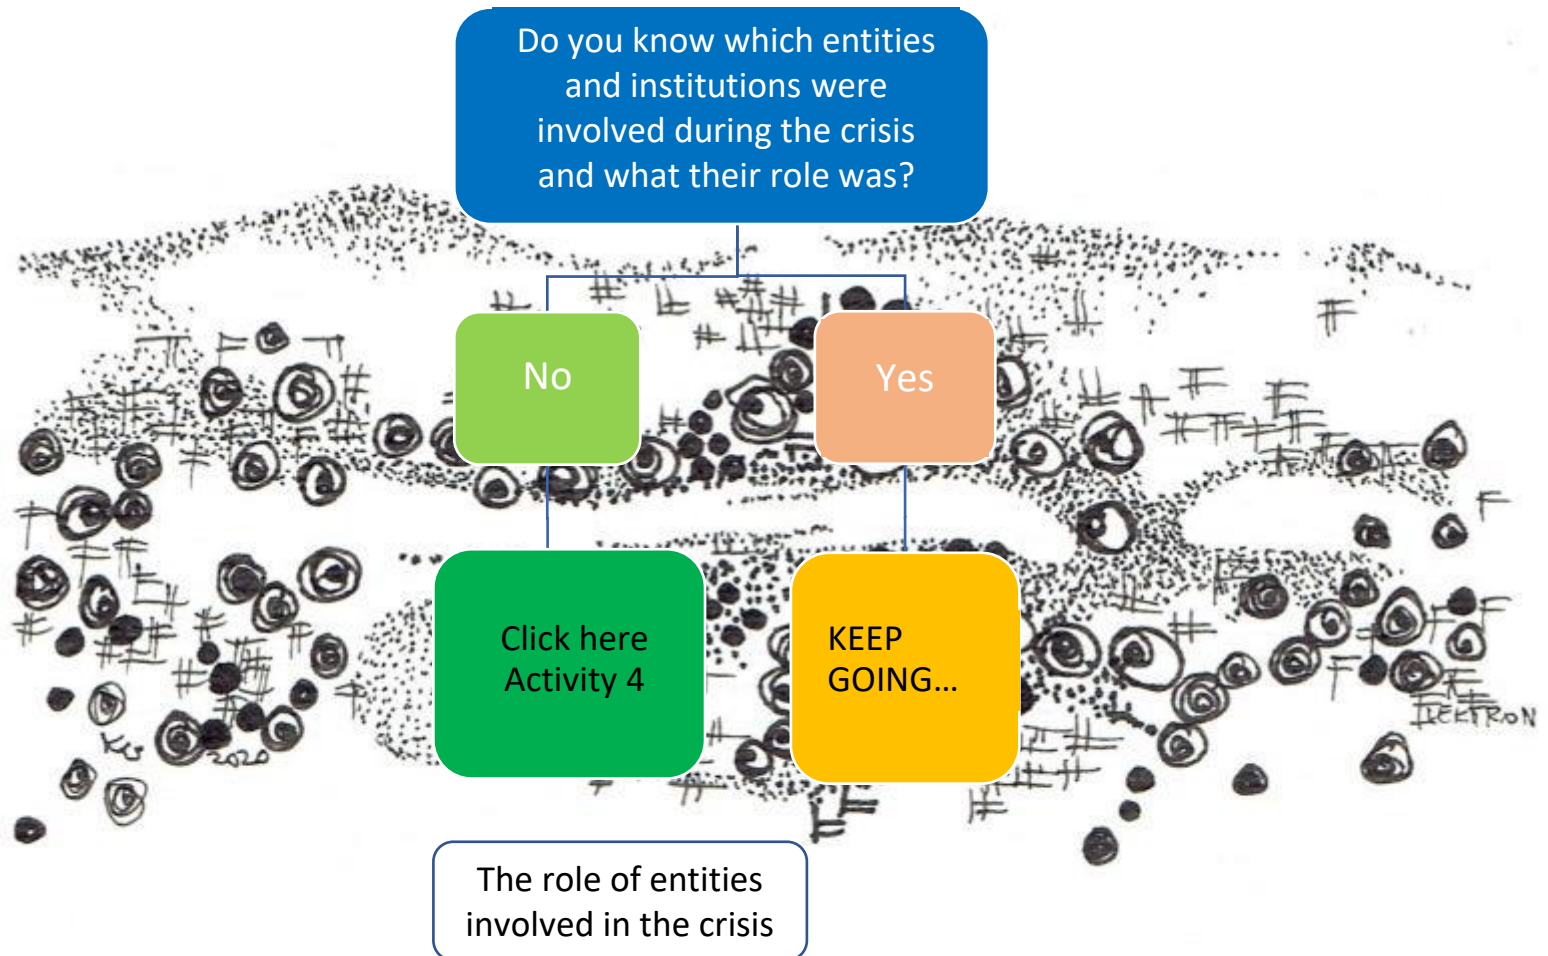 Do you know which entities
and institutions were
involved during the crisis
and what their role was?
No
Yes
Click here
Activity 4
KEEP
GOING...
2020
The role of entities
involved in the crisis